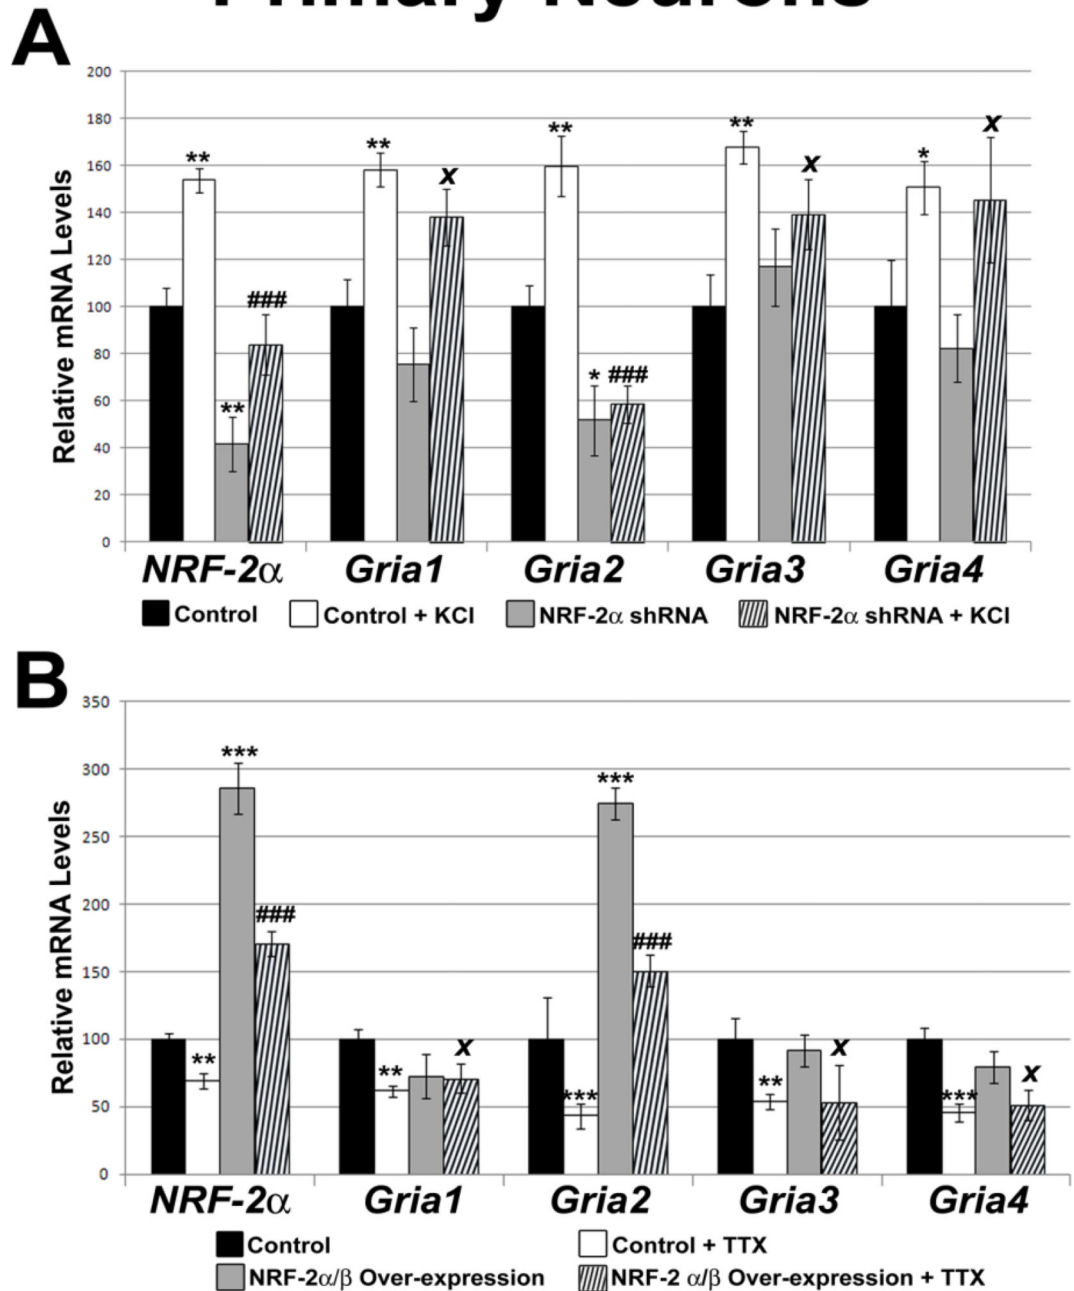 Primary Neurons
A
200
180
160
140
120
100
80
60
40
20
0
Relative mRNA Levels
** ** ### ** x ** * ### ** x * x
NRF-2α Gria1 Gria2 Gria3 Gria4
Control Control + KCl NRF-2α shRNA NRF-2α shRNA + KCl
B
350
300
250
200
150
100
50
0
Relative mRNA Levels
** *** ### ** x *** *** ### ** x *** x
NRF-2α Gria1 Gria2 Gria3 Gria4
Control Control + TTX
NRF-2α/β Over-expression NRF-2 α/β Over-expression + TTX